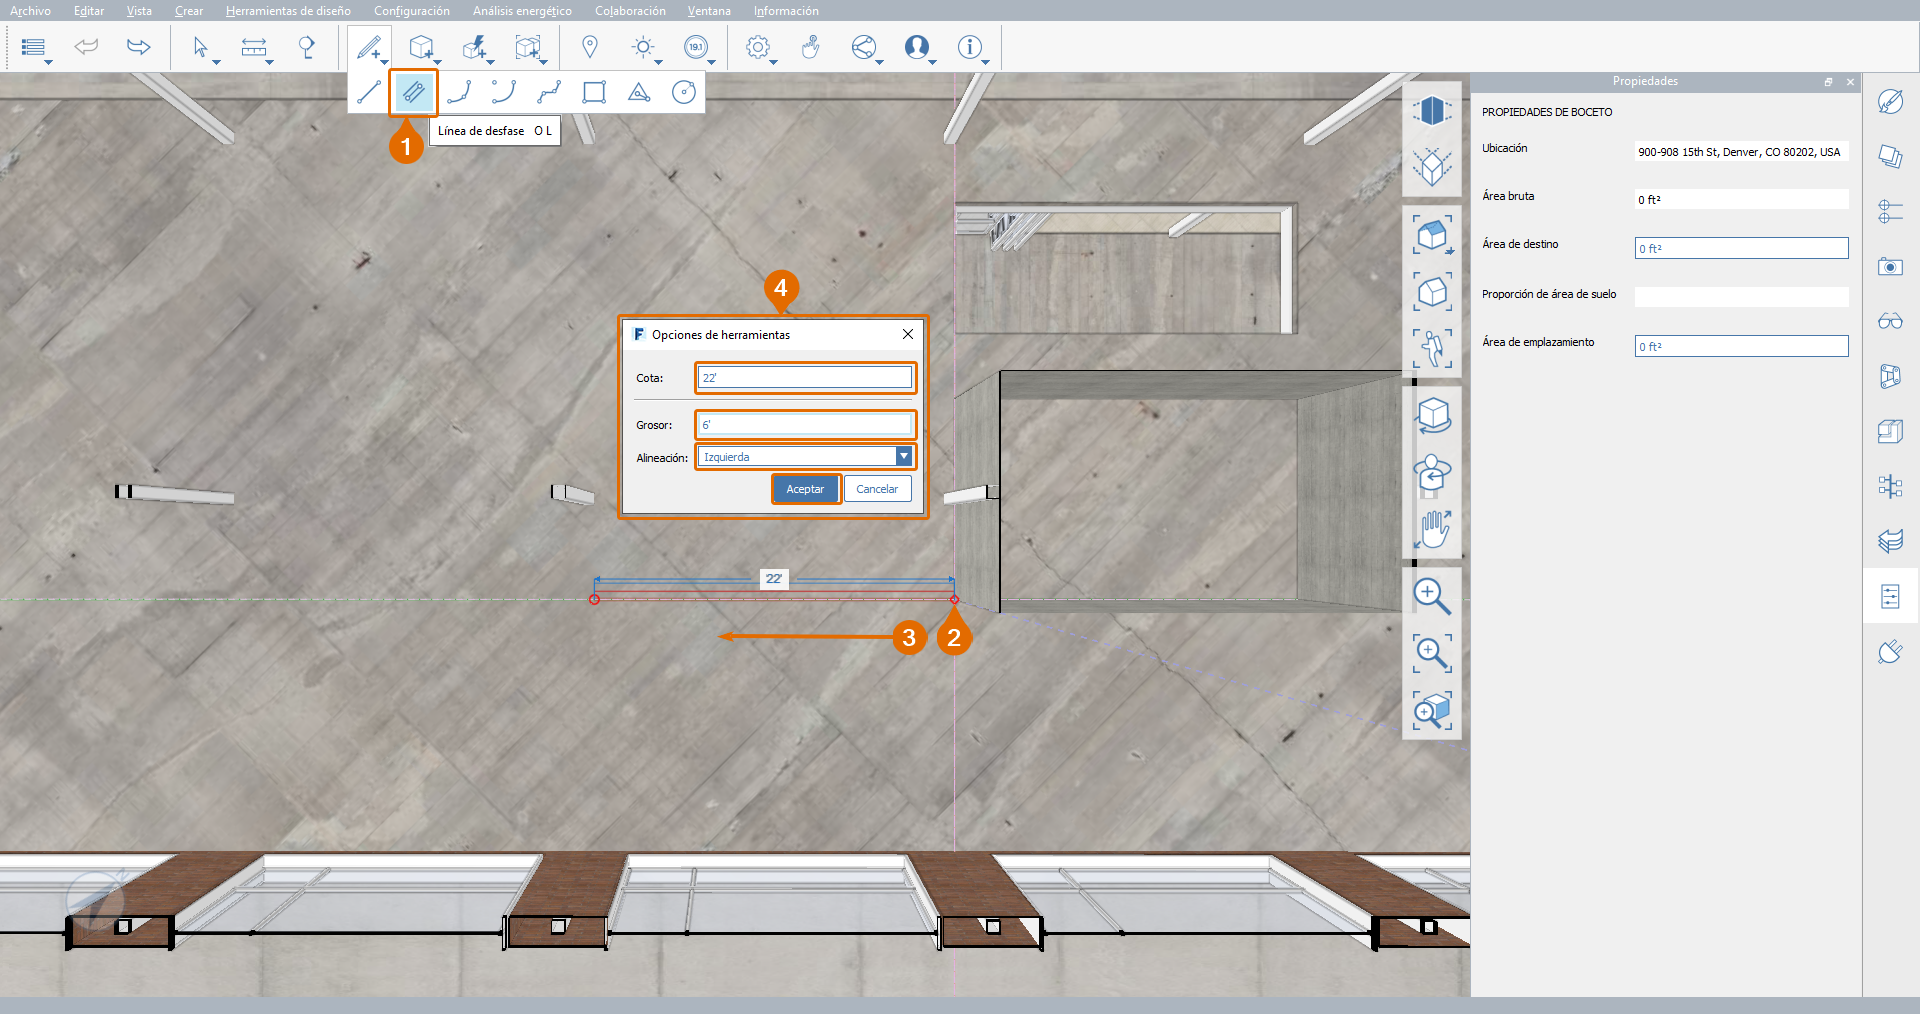 Archivo Editar Vista Crear Herramientas de diseño Configuración Análisis energético Colaboración Ventana Información
19.1
Línea de desfase O L
1
Propiedades
PROPIEDADES DE BOCETO
Ubicación 900-908 15th St, Denver, CO 80202, USA
Área bruta 0 ft²
Área de destino 0 ft²
Proporción de área de suelo
Área de emplazamiento 0 ft²
4
F Opciones de herramientas
Cota: 22'
Grosor: 6'
Alineación: Izquierda
Aceptar Cancelar
22'
3 2
N